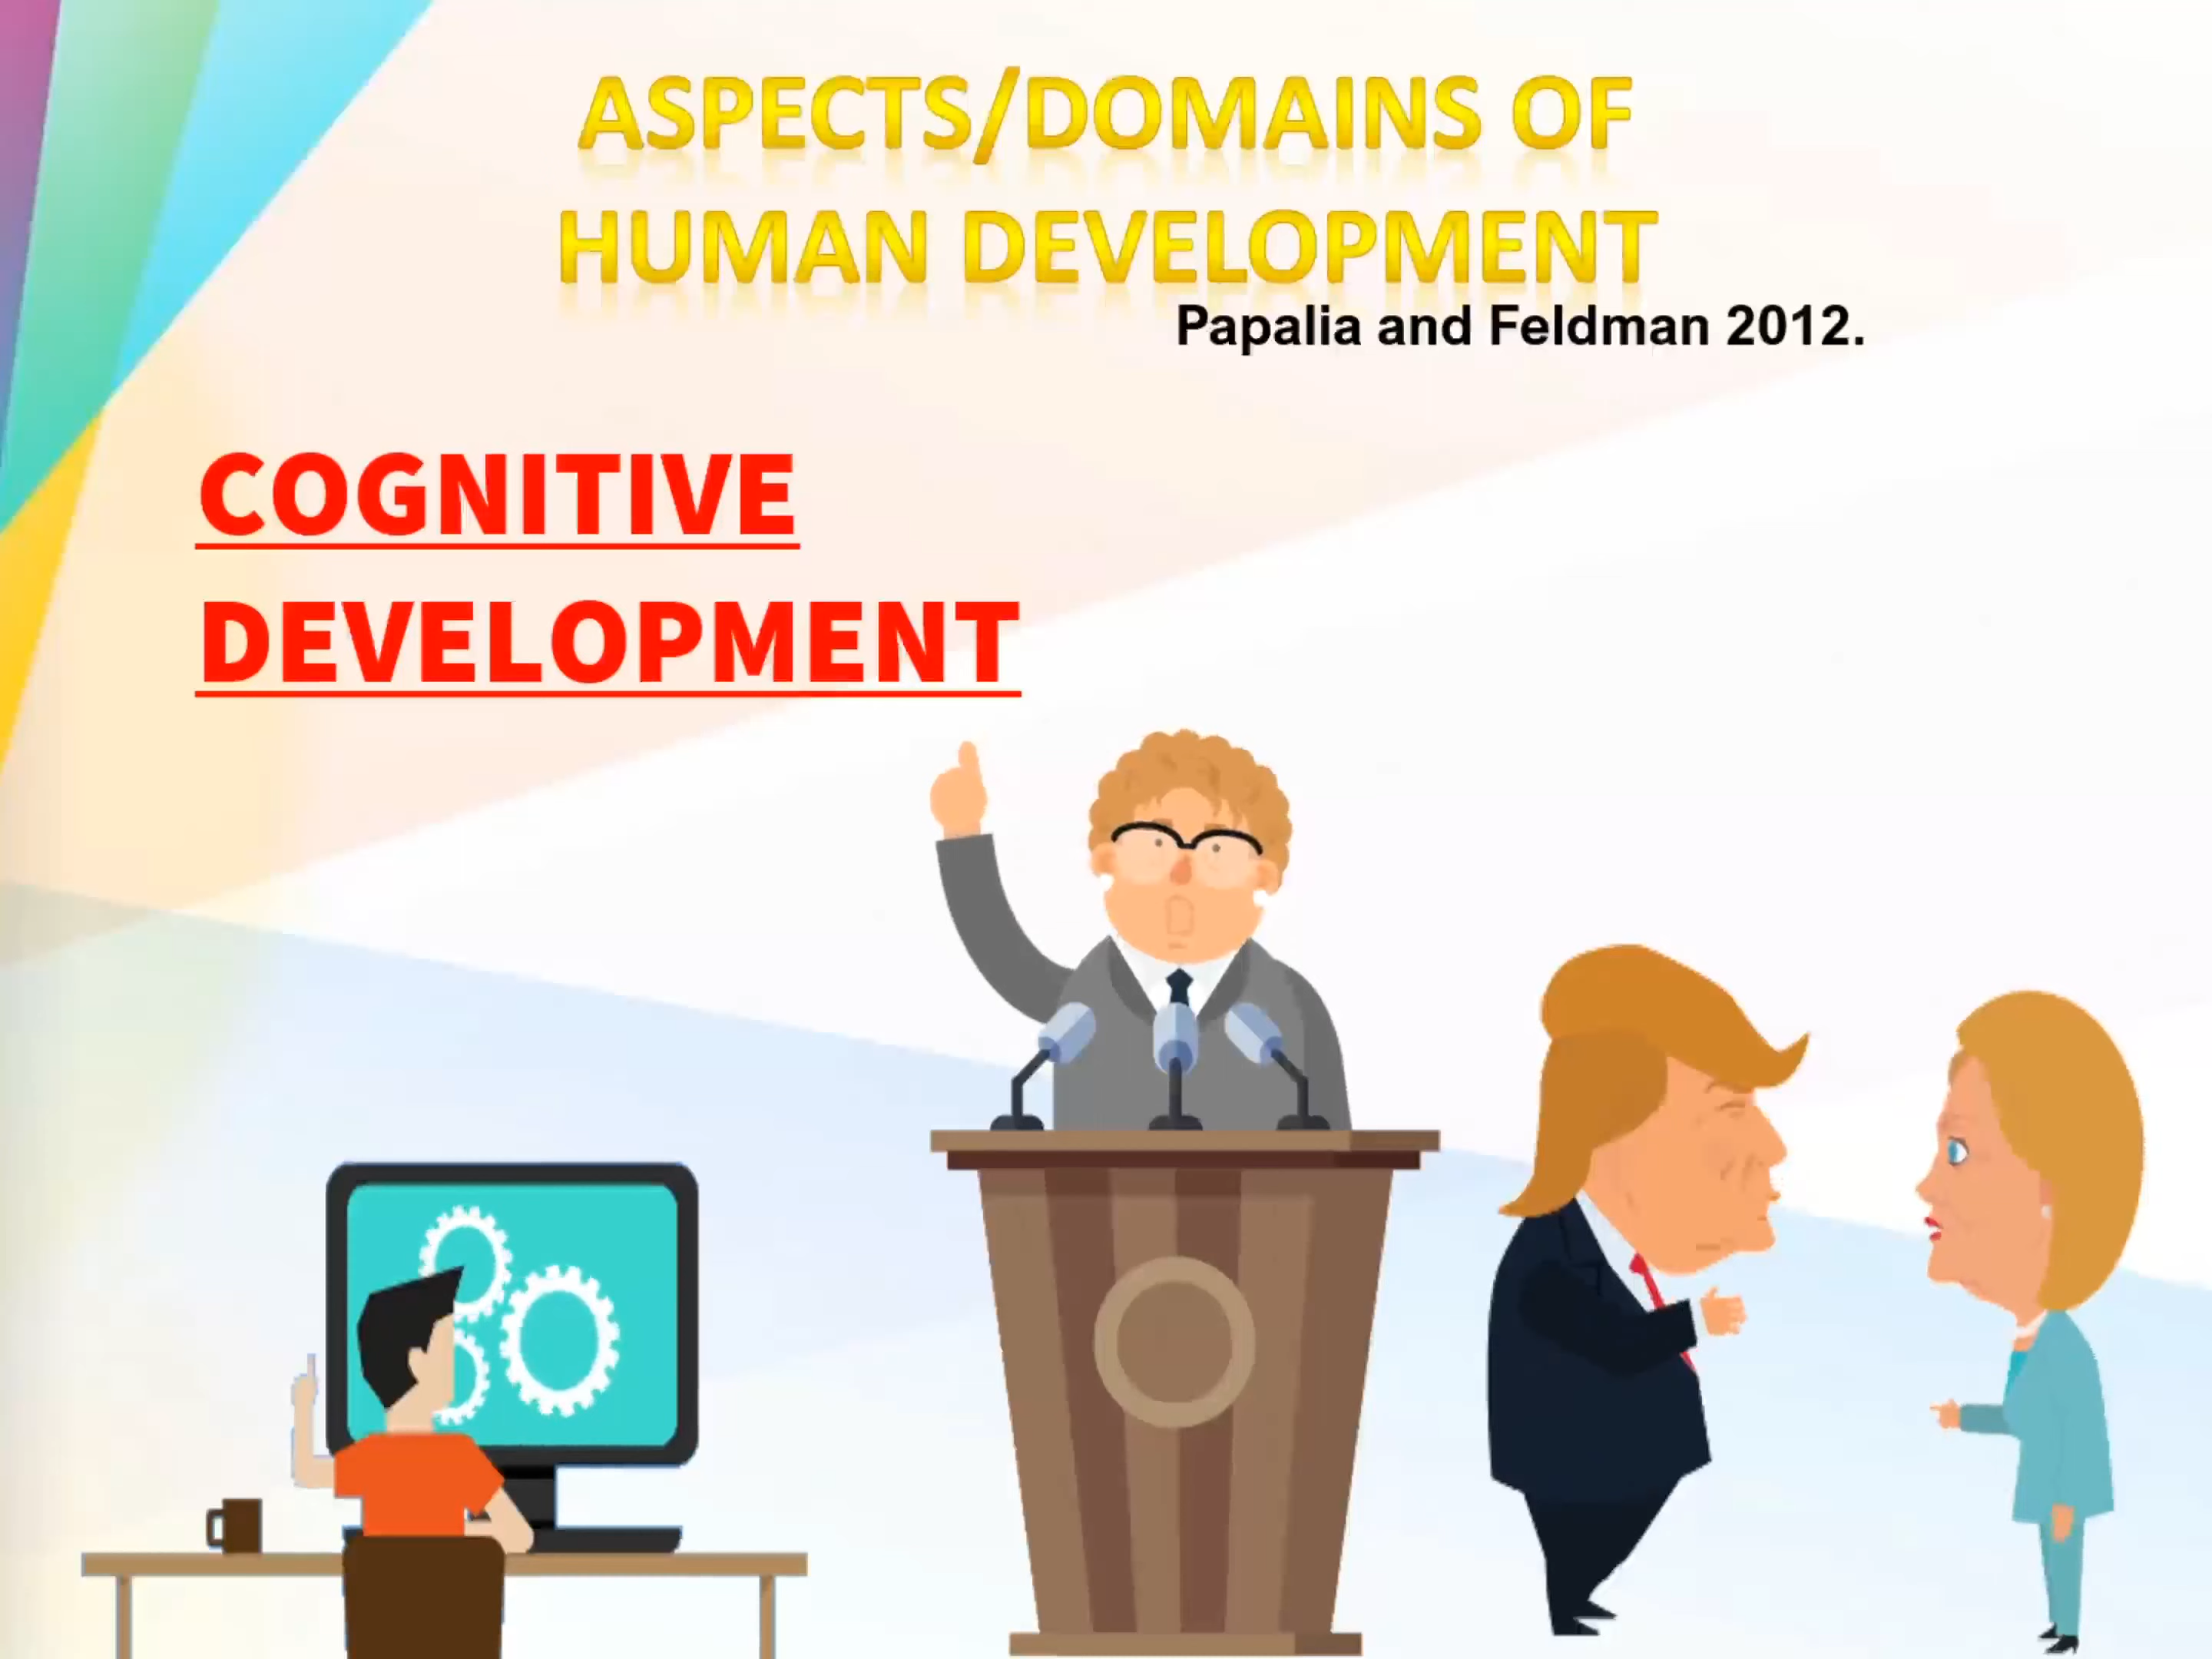 ASPECTS/DOMAINS OF
HUMAN DEVELOPMENT
Papalia and Feldman 2012.
COGNITIVE
DEVELOPMENT